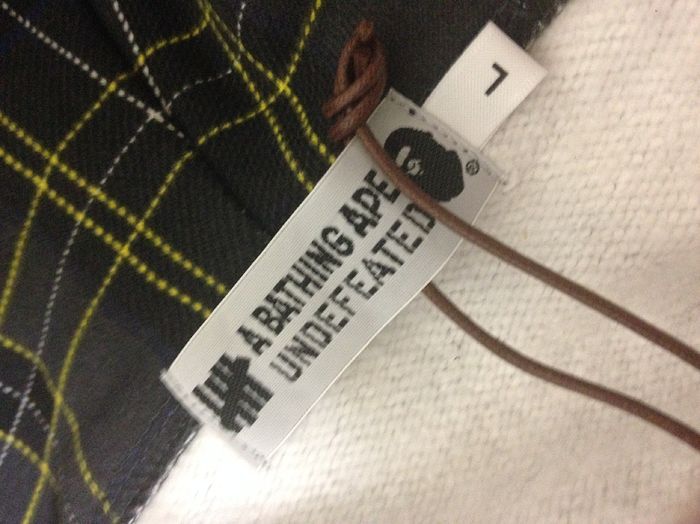 A BATHING APE
UNDEFEATED
®
L